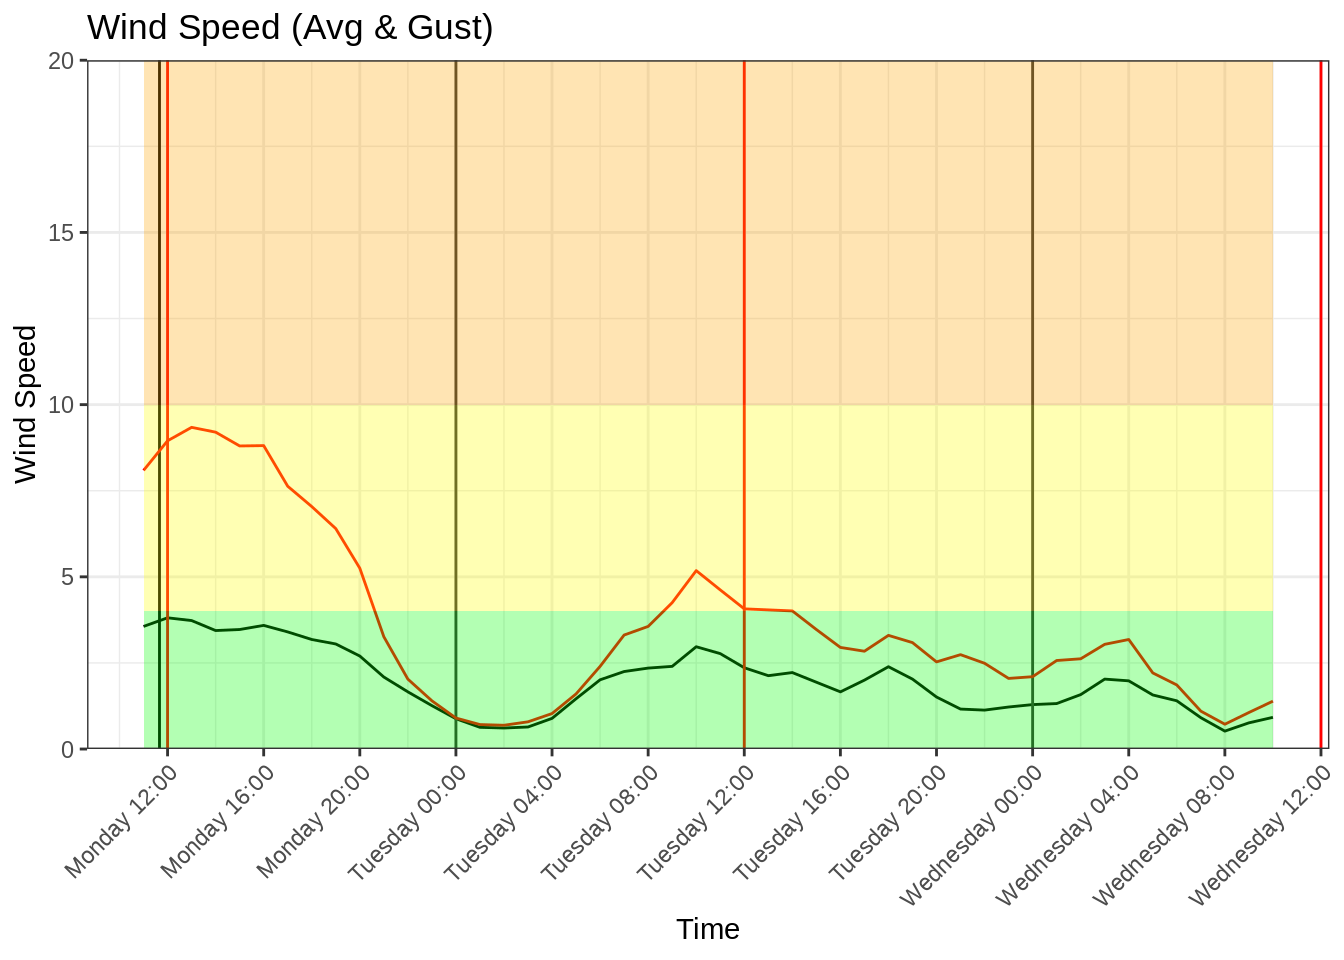 Wind Speed (Avg & Gust)
Wind Speed
20
15
10
5
0
Monday 12:00
Monday 16:00
Monday 20:00
Tuesday 00:00
Tuesday 04:00
Tuesday 08:00
Tuesday 12:00
Tuesday 16:00
Tuesday 20:00
Wednesday 00:00
Wednesday 04:00
Wednesday 08:00
Wednesday 12:00
Time